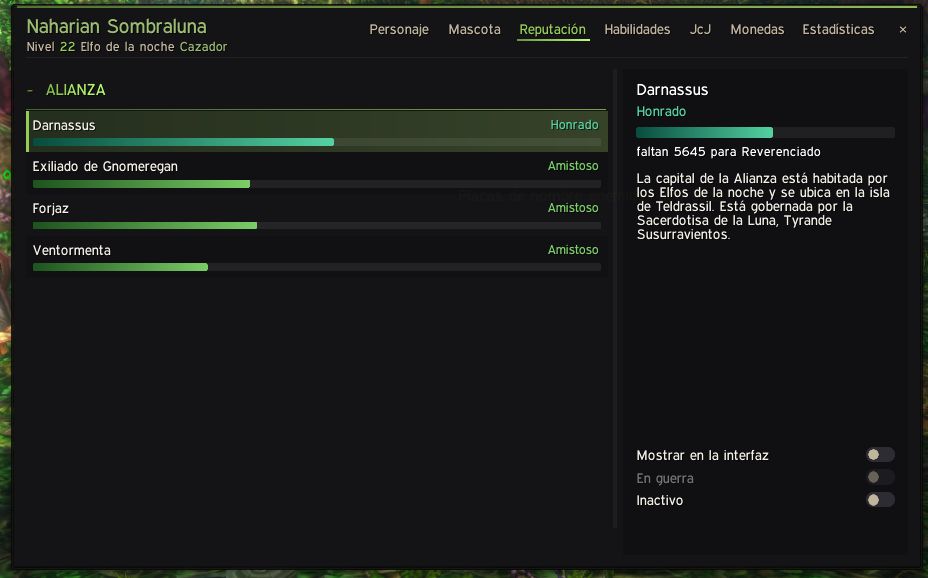 Naharian Sombraluna
Nivel 22 Elfo de la noche Cazador
Personaje Mascota Reputación Habilidades JcJ Monedas Estadísticas ×
- ALIANZA
Darnassus Honrado
Exiliado de Gnomeregan Amistoso
Forjaz Amistoso
Ventormenta Amistoso
Darnassus
Honrado
faltan 5645 para Reverenciado
La capital de la Alianza está habitada por
los Elfos de la noche y se ubica en la isla
de Teldrassil. Está gobernada por la
Sacerdotisa de la Luna, Tyrande
Susurravientos.
Mostrar en la interfaz
En guerra
Inactivo